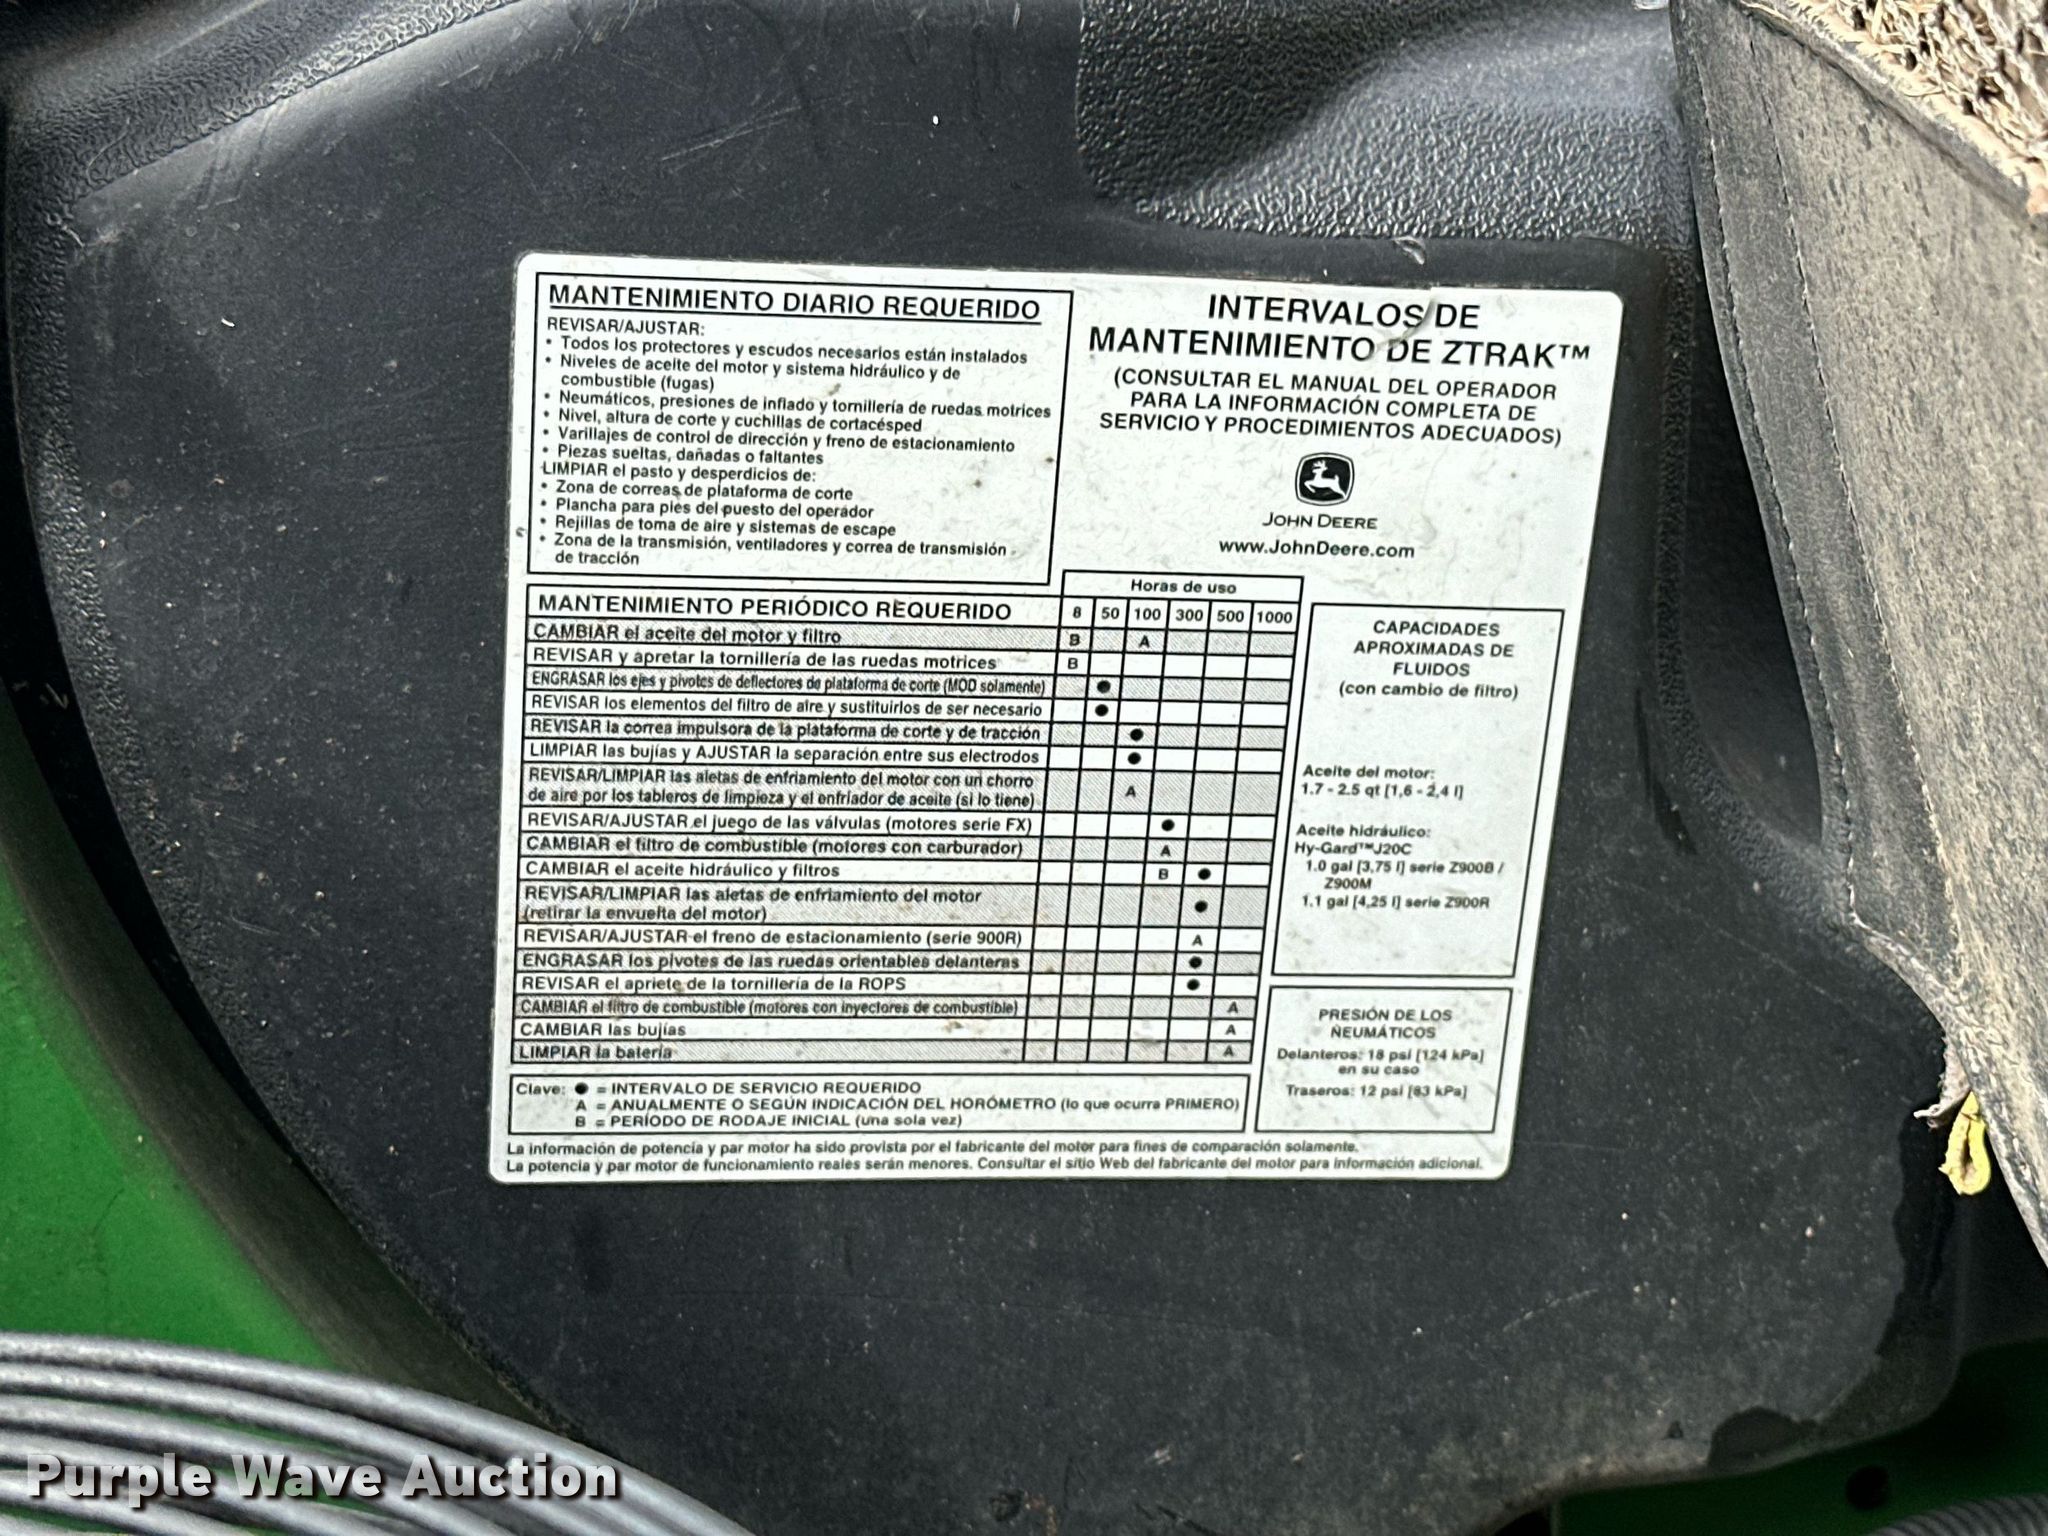 MANTENIMIENTO DIARIO REQUERIDO
REVISAR/AJUSTAR:
• Todos los protectores y escudos necesarios están instalados
• Niveles de aceite del motor y sistema hidráulico y de
combustible (fugas)
• Neumáticos, presiones de inflado y tornillería de ruedas motrices
• Nivel, altura de corte y cuchillas de cortacésped
• Varillajes de control de dirección y freno de estacionamiento
• Piezas sueltas, dañadas o faltantes
LIMPIAR el pasto y desperdicios de:
• Zona de correas de plataforma de corte
• Plancha para pies del puesto del operador
• Rejillas de toma de aire y sistemas de escape
• Zona de la transmisión, ventiladores y correa de transmisión
de tracción
INTERVALOS DE
MANTENIMIENTO DE ZTRAK™
(CONSULTAR EL MANUAL DEL OPERADOR
PARA LA INFORMACIÓN COMPLETA DE
SERVICIO Y PROCEDIMIENTOS ADECUADOS)
JOHN DEERE
www.JohnDeere.com
Horas de uso
MANTENIMIENTO PERIÓDICO REQUERIDO 8 50 100 300 500 1000
CAMBIAR el aceite del motor y filtro B A
REVISAR y apretar la tornillería de las ruedas motrices B
ENGRASAR los ejes y pivotes de deflectores de plataforma de corte (MOD solamente) ●
REVISAR los elementos del filtro de aire y sustituirlos de ser necesario ●
REVISAR la correa impulsora de la plataforma de corte y de tracción ●
LIMPIAR las bujías y AJUSTAR la separación entre sus electrodos ●
REVISAR/LIMPIAR las aletas de enfriamiento del motor con un chorro
de aire por los tableros de limpieza y el enfriador de aceite (si lo tiene) A
REVISAR/AJUSTAR el juego de las válvulas (motores serie FX) ●
CAMBIAR el filtro de combustible (motores con carburador) A
CAMBIAR el aceite hidráulico y filtros B ●
REVISAR/LIMPIAR las aletas de enfriamiento del motor
(retirar la envuelta del motor) ●
REVISAR/AJUSTAR el freno de estacionamiento (serie 900R) A
ENGRASAR los pivotes de las ruedas orientables delanteras ●
REVISAR el apriete de la tornillería de la ROPS ●
CAMBIAR el filtro de combustible (motores con inyectores de combustible) A
CAMBIAR las bujías A
LIMPIAR la batería A
Clave: ● = INTERVALO DE SERVICIO REQUERIDO
A = ANUALMENTE O SEGÚN INDICACIÓN DEL HORÓMETRO (lo que ocurra PRIMERO)
B = PERÍODO DE RODAJE INICIAL (una sola vez)
CAPACIDADES
APROXIMADAS DE
FLUIDOS
(con cambio de filtro)
Aceite del motor:
1.7 - 2.5 qt [1,6 - 2,4 l]
Aceite hidráulico:
Hy-Gard™J20C
1.0 gal [3,75 l] serie Z900B /
Z900M
1.1 gal [4,25 l] serie Z900R
PRESIÓN DE LOS
NEUMÁTICOS
Delanteros: 18 psi [124 kPa]
en su caso
Traseros: 12 psi [83 kPa]
La información de potencia y par motor ha sido provista por el fabricante del motor para fines de comparación solamente.
La potencia y par motor de funcionamiento reales serán menores. Consultar el sitio Web del fabricante del motor para información adicional.
Purple Wave Auction